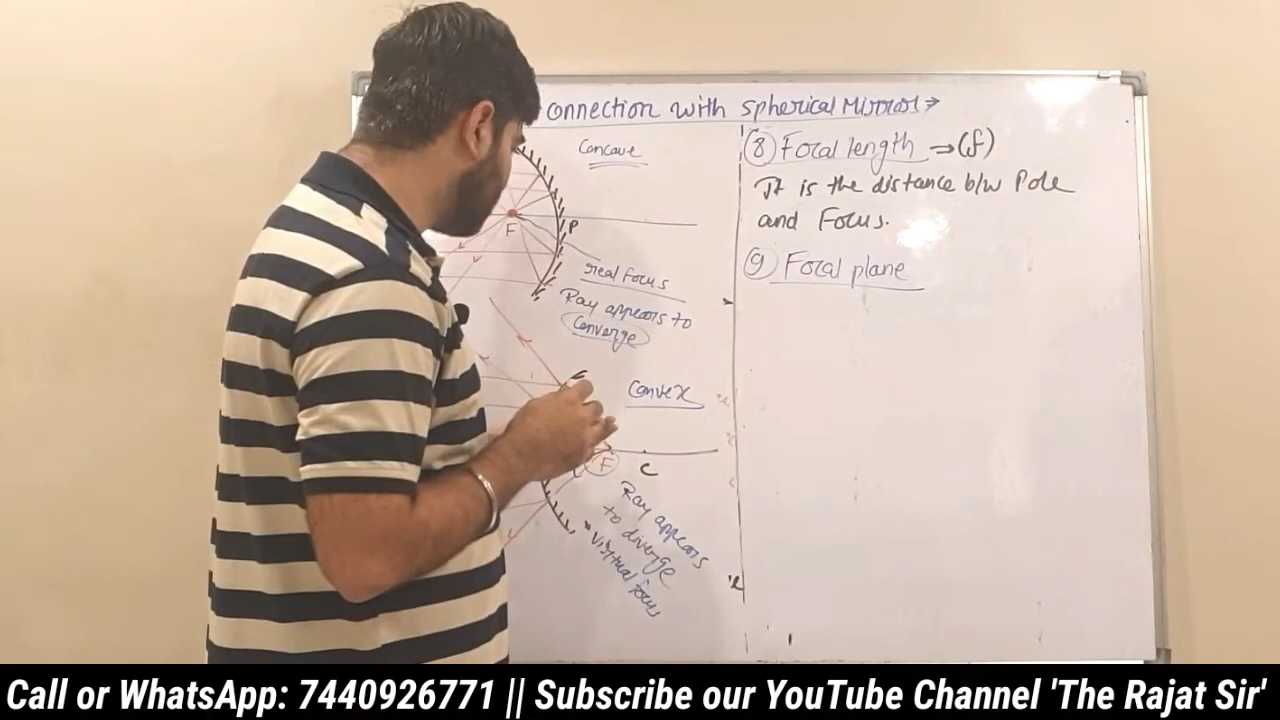 onnection with spherical Mirrors →
Concave
F
P
real focus
Ray appears to
Converge
Convex
F
C
Ray appears
to diverge
Virtual focus
⑧ Focal length → (f)
It is the distance b/w Pole
and Focus.
⑨ Focal plane
Call or WhatsApp: 7440926771 || Subscribe our YouTube Channel 'The Rajat Sir'